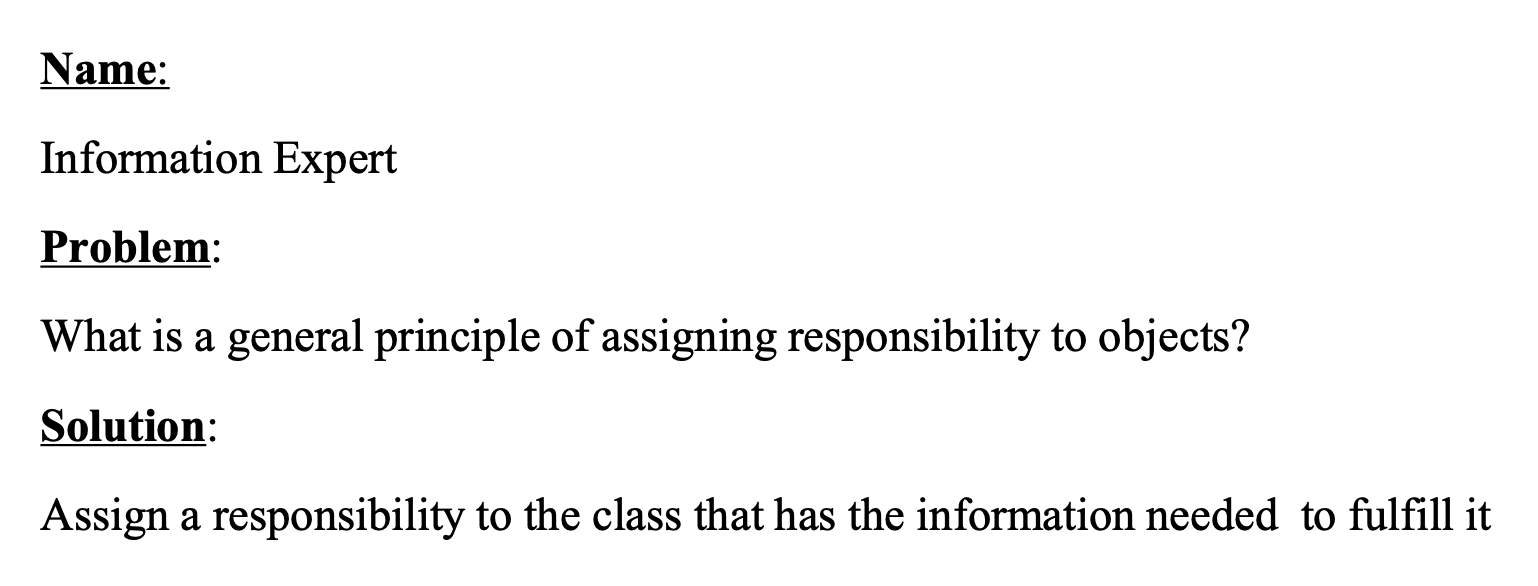 Name:
Information Expert
Problem:
What is a general principle of assigning responsibility to objects?
Solution:
Assign a responsibility to the class that has the information needed  to fulfill it